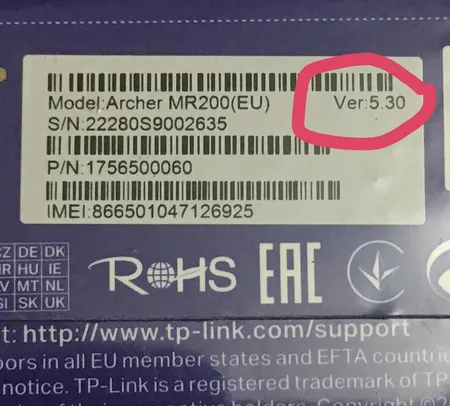 Model:Archer MR200(EU) Ver:5.30
S/N:22280S9002635
P/N:1756500060
IMEI:866501047126925
CZ DE DK
HR HU IE
MT NL
SI SK UK
RoHS EAC
t: http://www.tp-link.com/support
in all EU member states and EFTA
notice. TP-Link is a registered trademark of